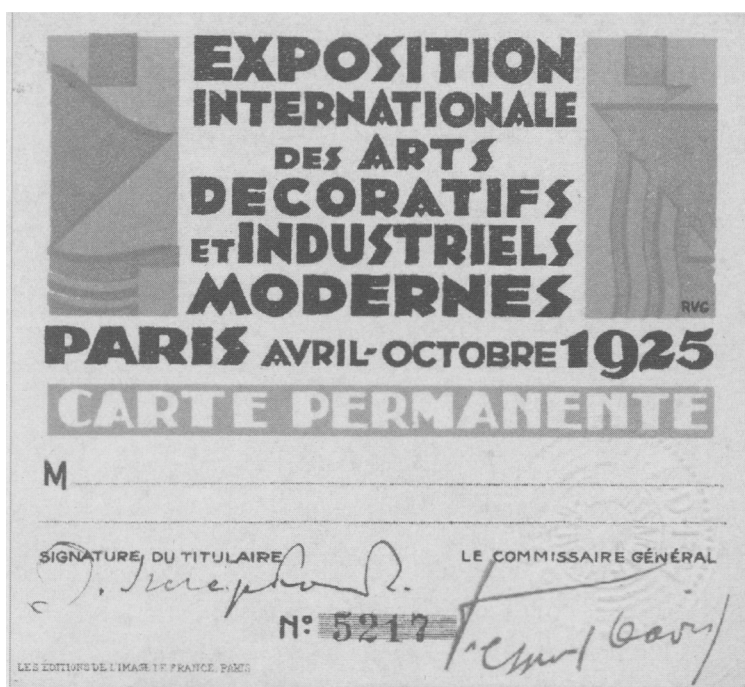 EXPOSITION
INTERNATIONALE
DES ARTS
DECORATIFS
ET INDUSTRIELS
MODERNES
RVG
PARIS AVRIL-OCTOBRE 1925
CARTE PERMANENTE
M
SIGNATURE DU TITULAIRE LE COMMISSAIRE GÉNÉRAL
Nº 5217
LES EDITIONS DE L'IMAGE DE FRANCE, PARIS